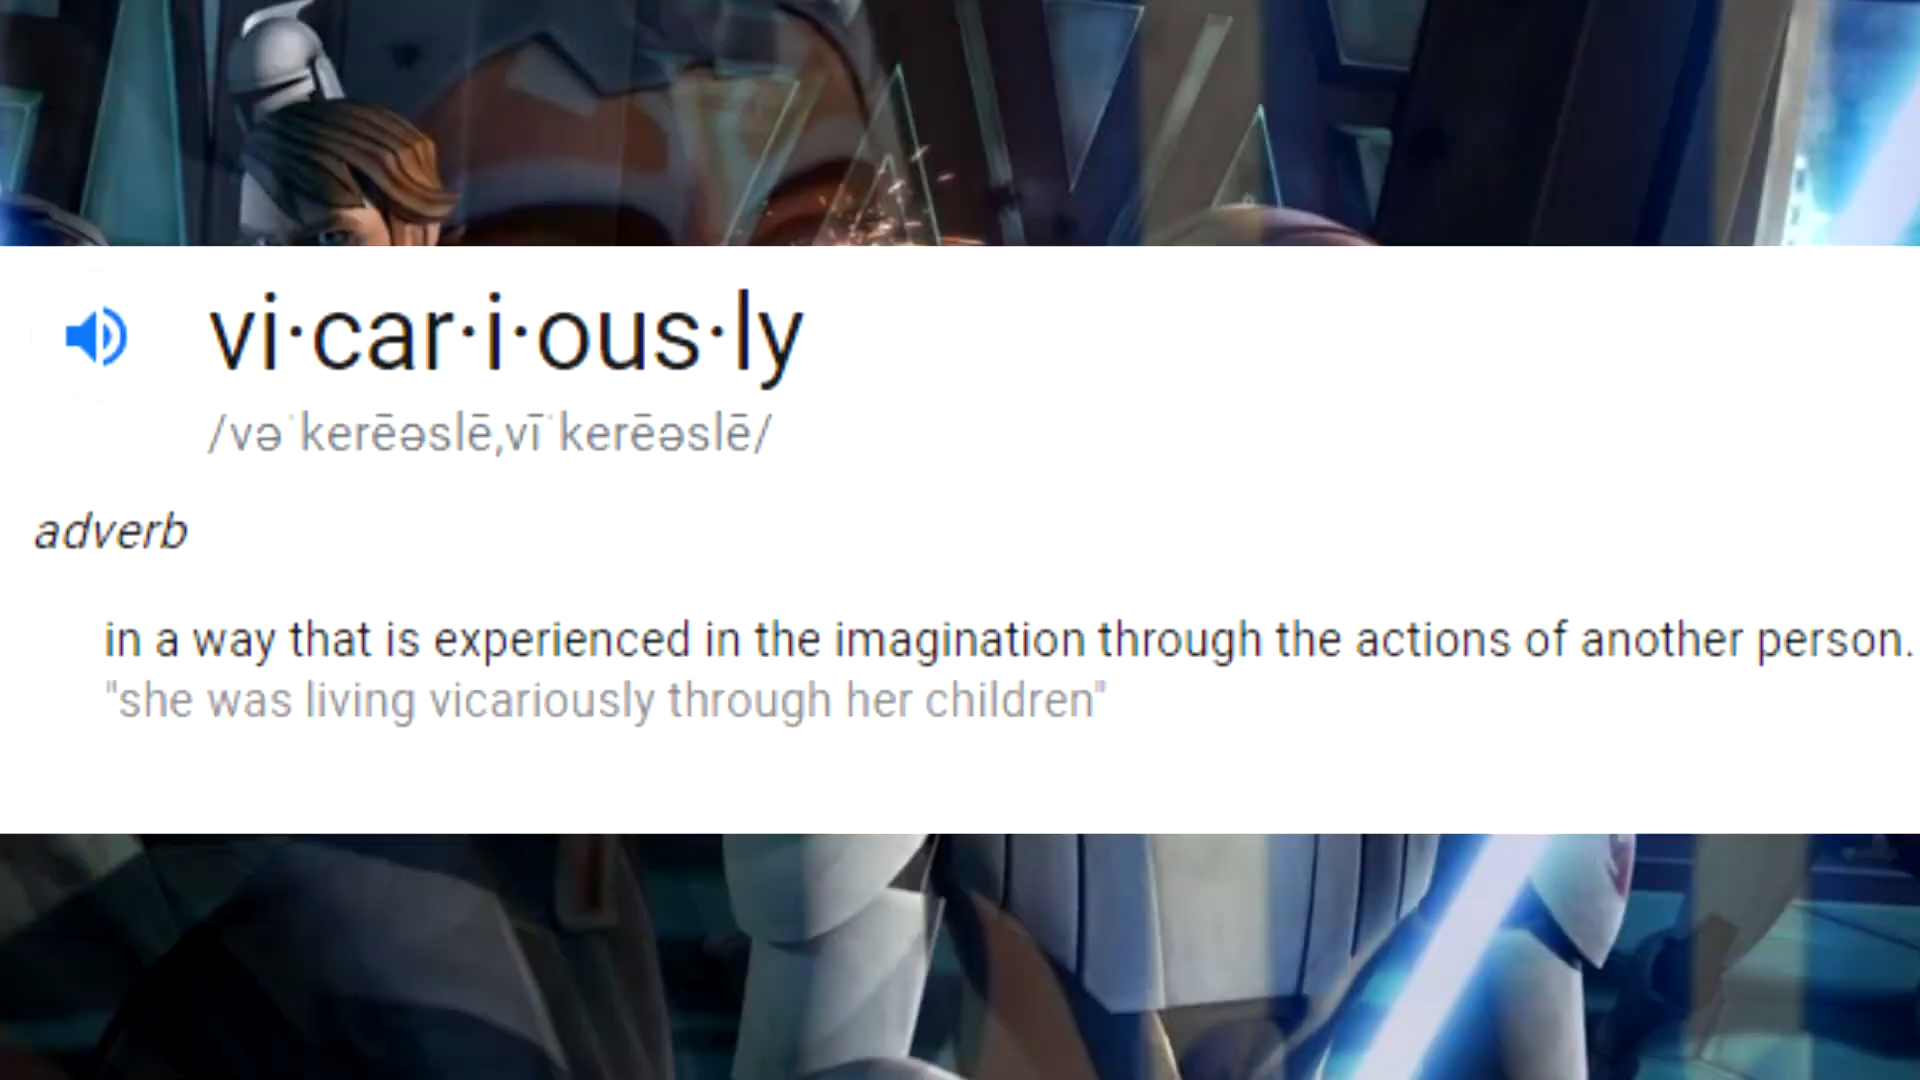 vi·car·i·ous·ly
/vəˈkerēəslē,vīˈkerēəslē/
adverb
in a way that is experienced in the imagination through the actions of another person.
"she was living vicariously through her children"